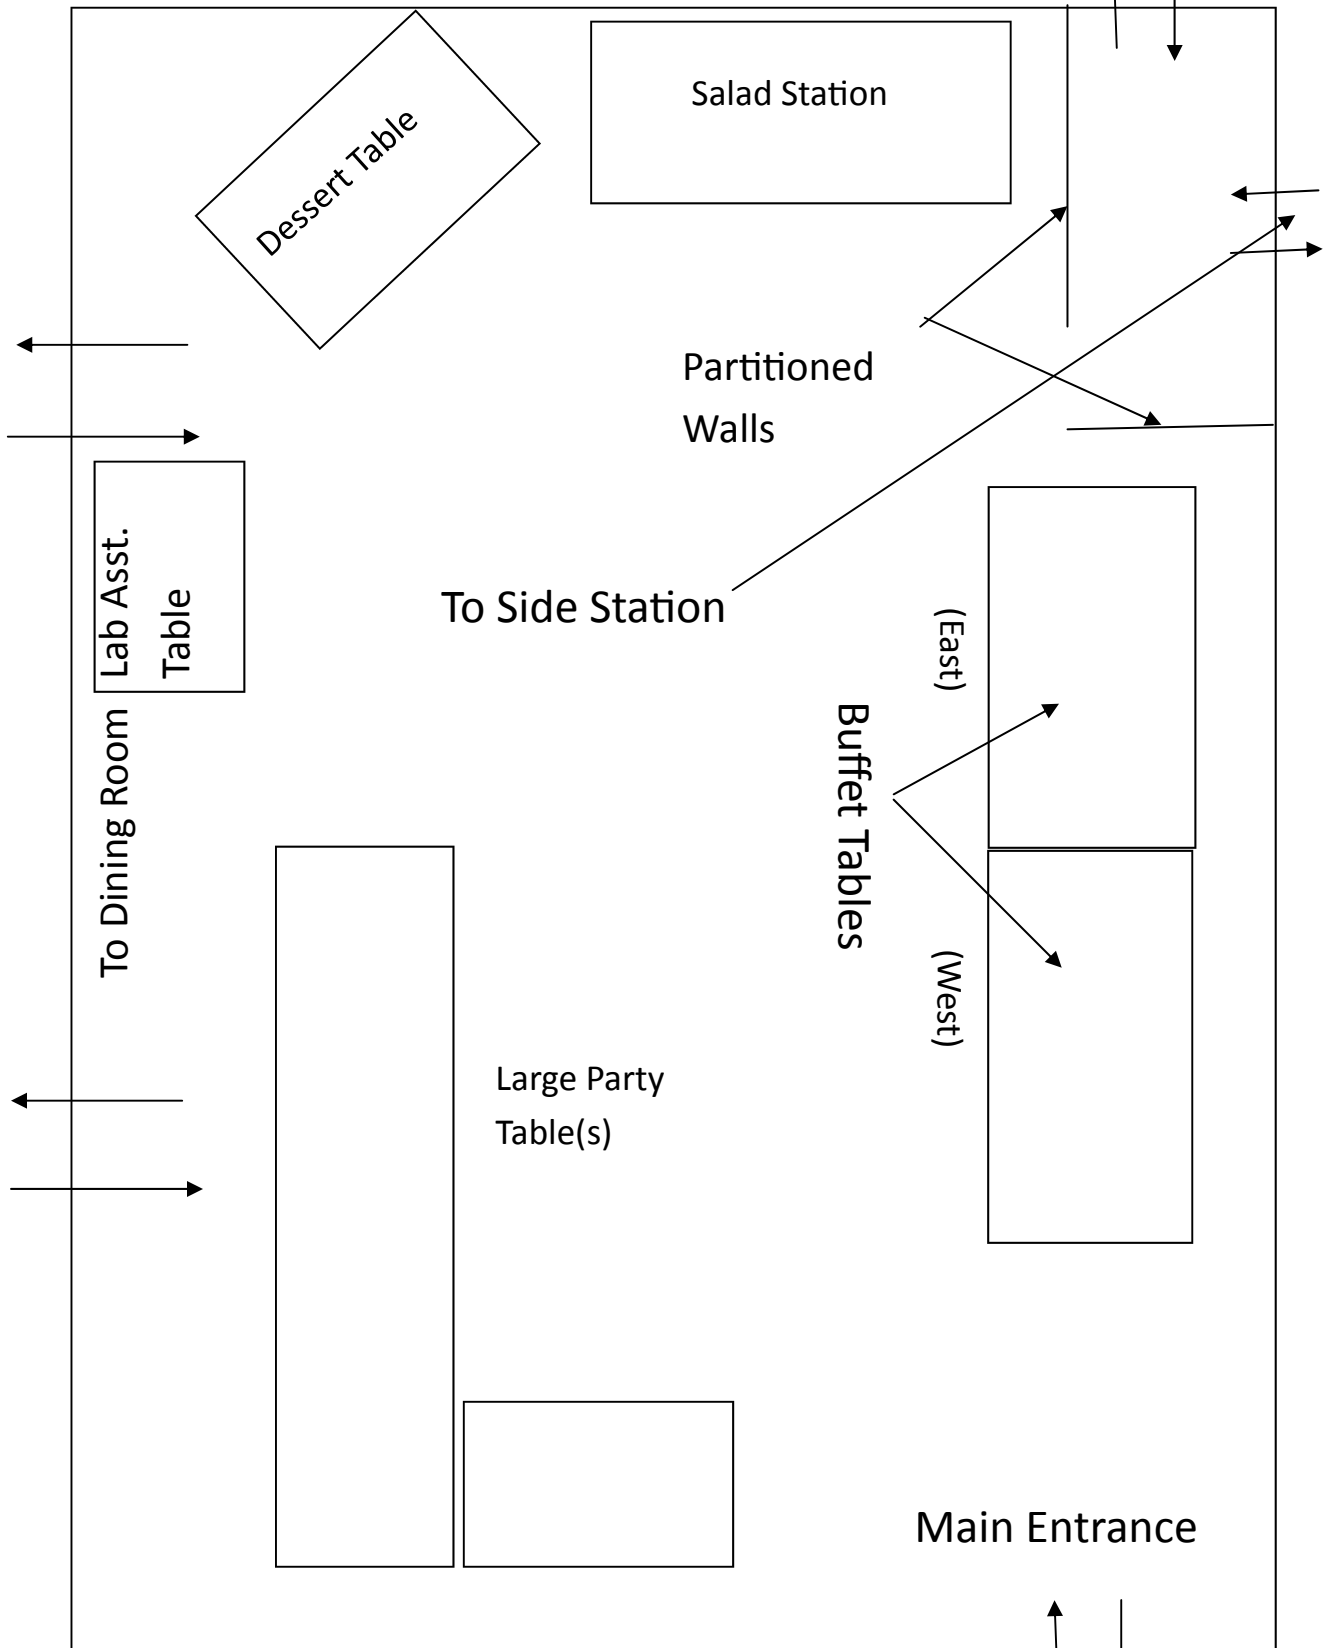 Salad Station
Dessert Table
Partitioned
Walls
Lab Asst.
Table
To Side Station
(East)
Buffet Tables
To Dining Room
(West)
Large Party
Table(s)
Main Entrance